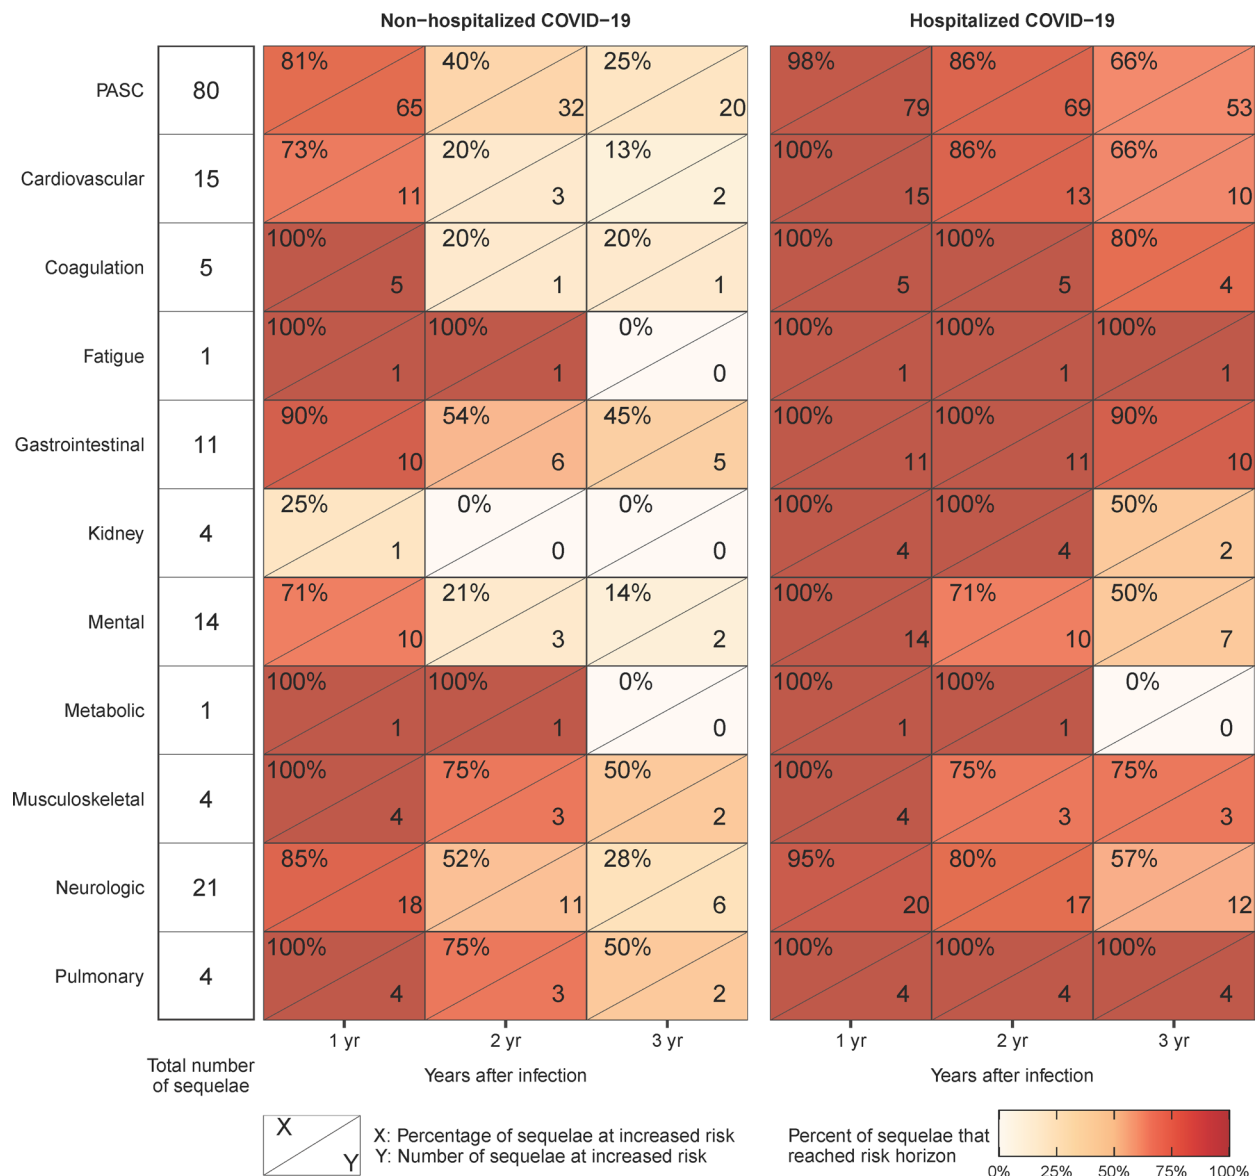 Non−hospitalized COVID−19 Hospitalized COVID−19
PASC 80 81% 65 40% 32 25% 20 98% 79 86% 69 66% 53
Cardiovascular 15 73% 11 20% 3 13% 2 100% 15 86% 13 66% 10
Coagulation 5 100% 5 20% 1 20% 1 100% 5 100% 5 80% 4
Fatigue 1 100% 1 100% 1 0% 0 100% 1 100% 1 100% 1
Gastrointestinal 11 90% 10 54% 6 45% 5 100% 11 100% 11 90% 10
Kidney 4 25% 1 0% 0 0% 0 100% 4 100% 4 50% 2
Mental 14 71% 10 21% 3 14% 2 100% 14 71% 10 50% 7
Metabolic 1 100% 1 100% 1 0% 0 100% 1 100% 1 0% 0
Musculoskeletal 4 100% 4 75% 3 50% 2 100% 4 75% 3 75% 3
Neurologic 21 85% 18 52% 11 28% 6 95% 20 80% 17 57% 12
Pulmonary 4 100% 4 75% 3 50% 2 100% 4 100% 4 100% 4
1 yr 2 yr 3 yr 1 yr 2 yr 3 yr
Total number
of sequelae
Years after infection Years after infection
X
Y
X: Percentage of sequelae at increased risk
Y: Number of sequelae at increased risk
Percent of sequelae that
reached risk horizon
0% 25% 50% 75% 100%